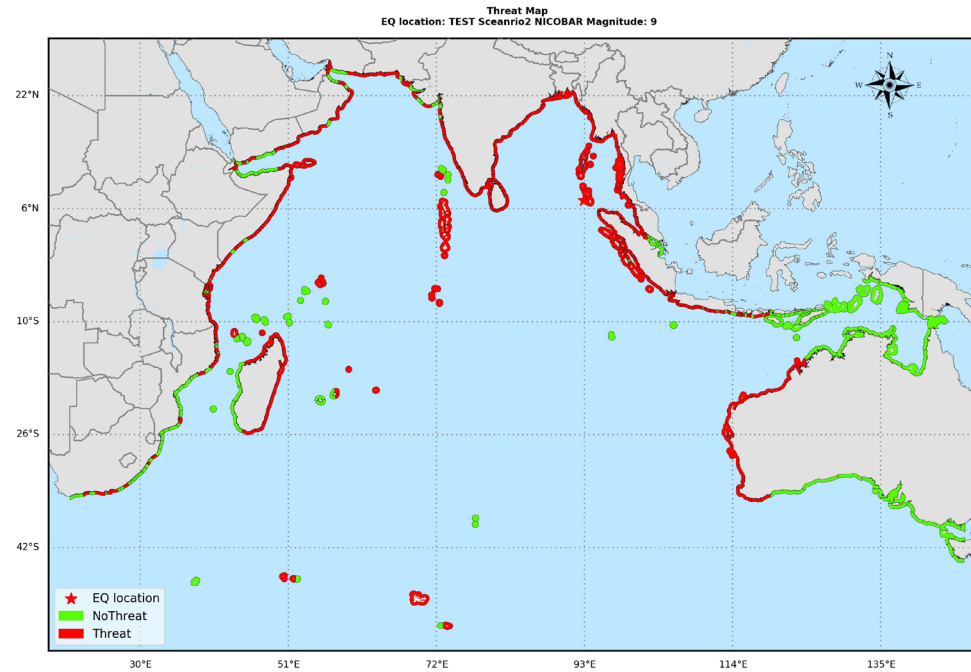 Threat Map
EQ location: TEST Sceanrio2 NICOBAR Magnitude: 9
N
W E
S
22°N
6°N
10°S
26°S
42°S
EQ location
NoThreat
Threat
30°E 51°E 72°E 93°E 114°E 135°E